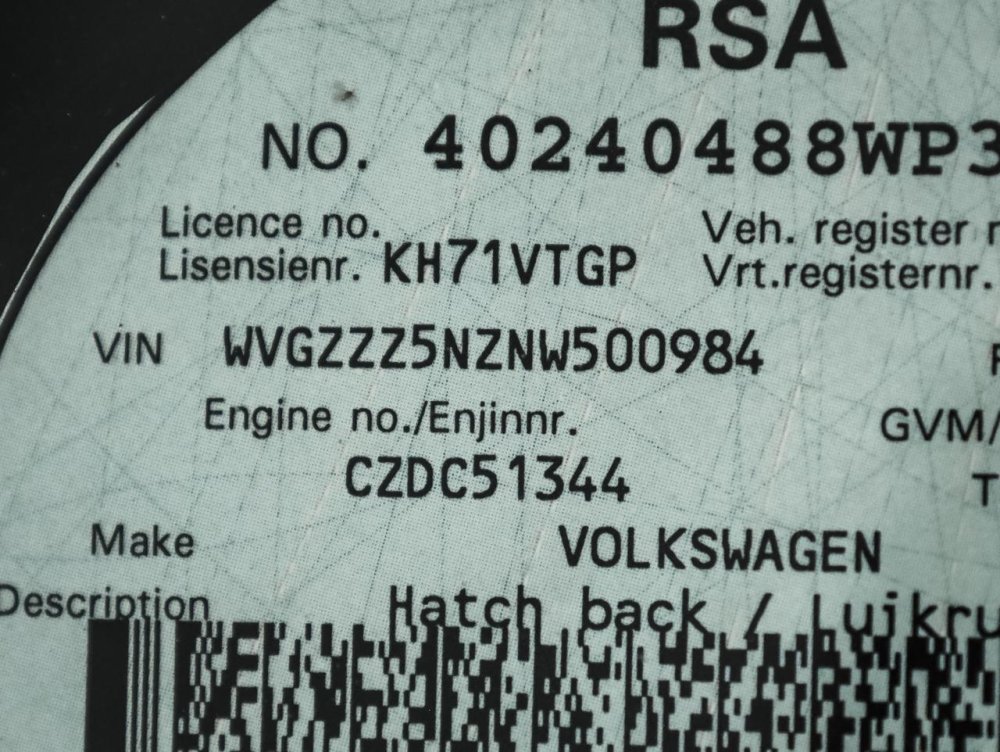 RSA
NO. 40240488WP3
Licence no.
Lisensienr. KH71VTGP
Veh. register
Vrt.registernr.
VIN WVGZZZ5NZNW500984
Engine no./Enjinnr.
GVM/
CZDC51344
T
Make VOLKSWAGEN
Description Hatch back / Luikru